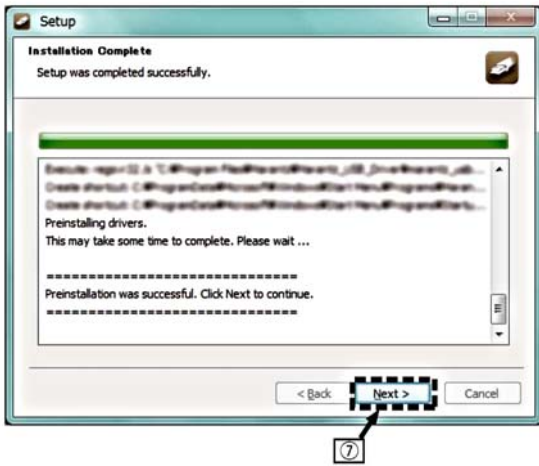 Setup
Installation Complete
Setup was completed successfully.
Preinstalling drivers.
This may take some time to complete. Please wait ...
==============================
Preinstallation was successful. Click Next to continue.
==============================
< Back
Next >
Cancel
⑦